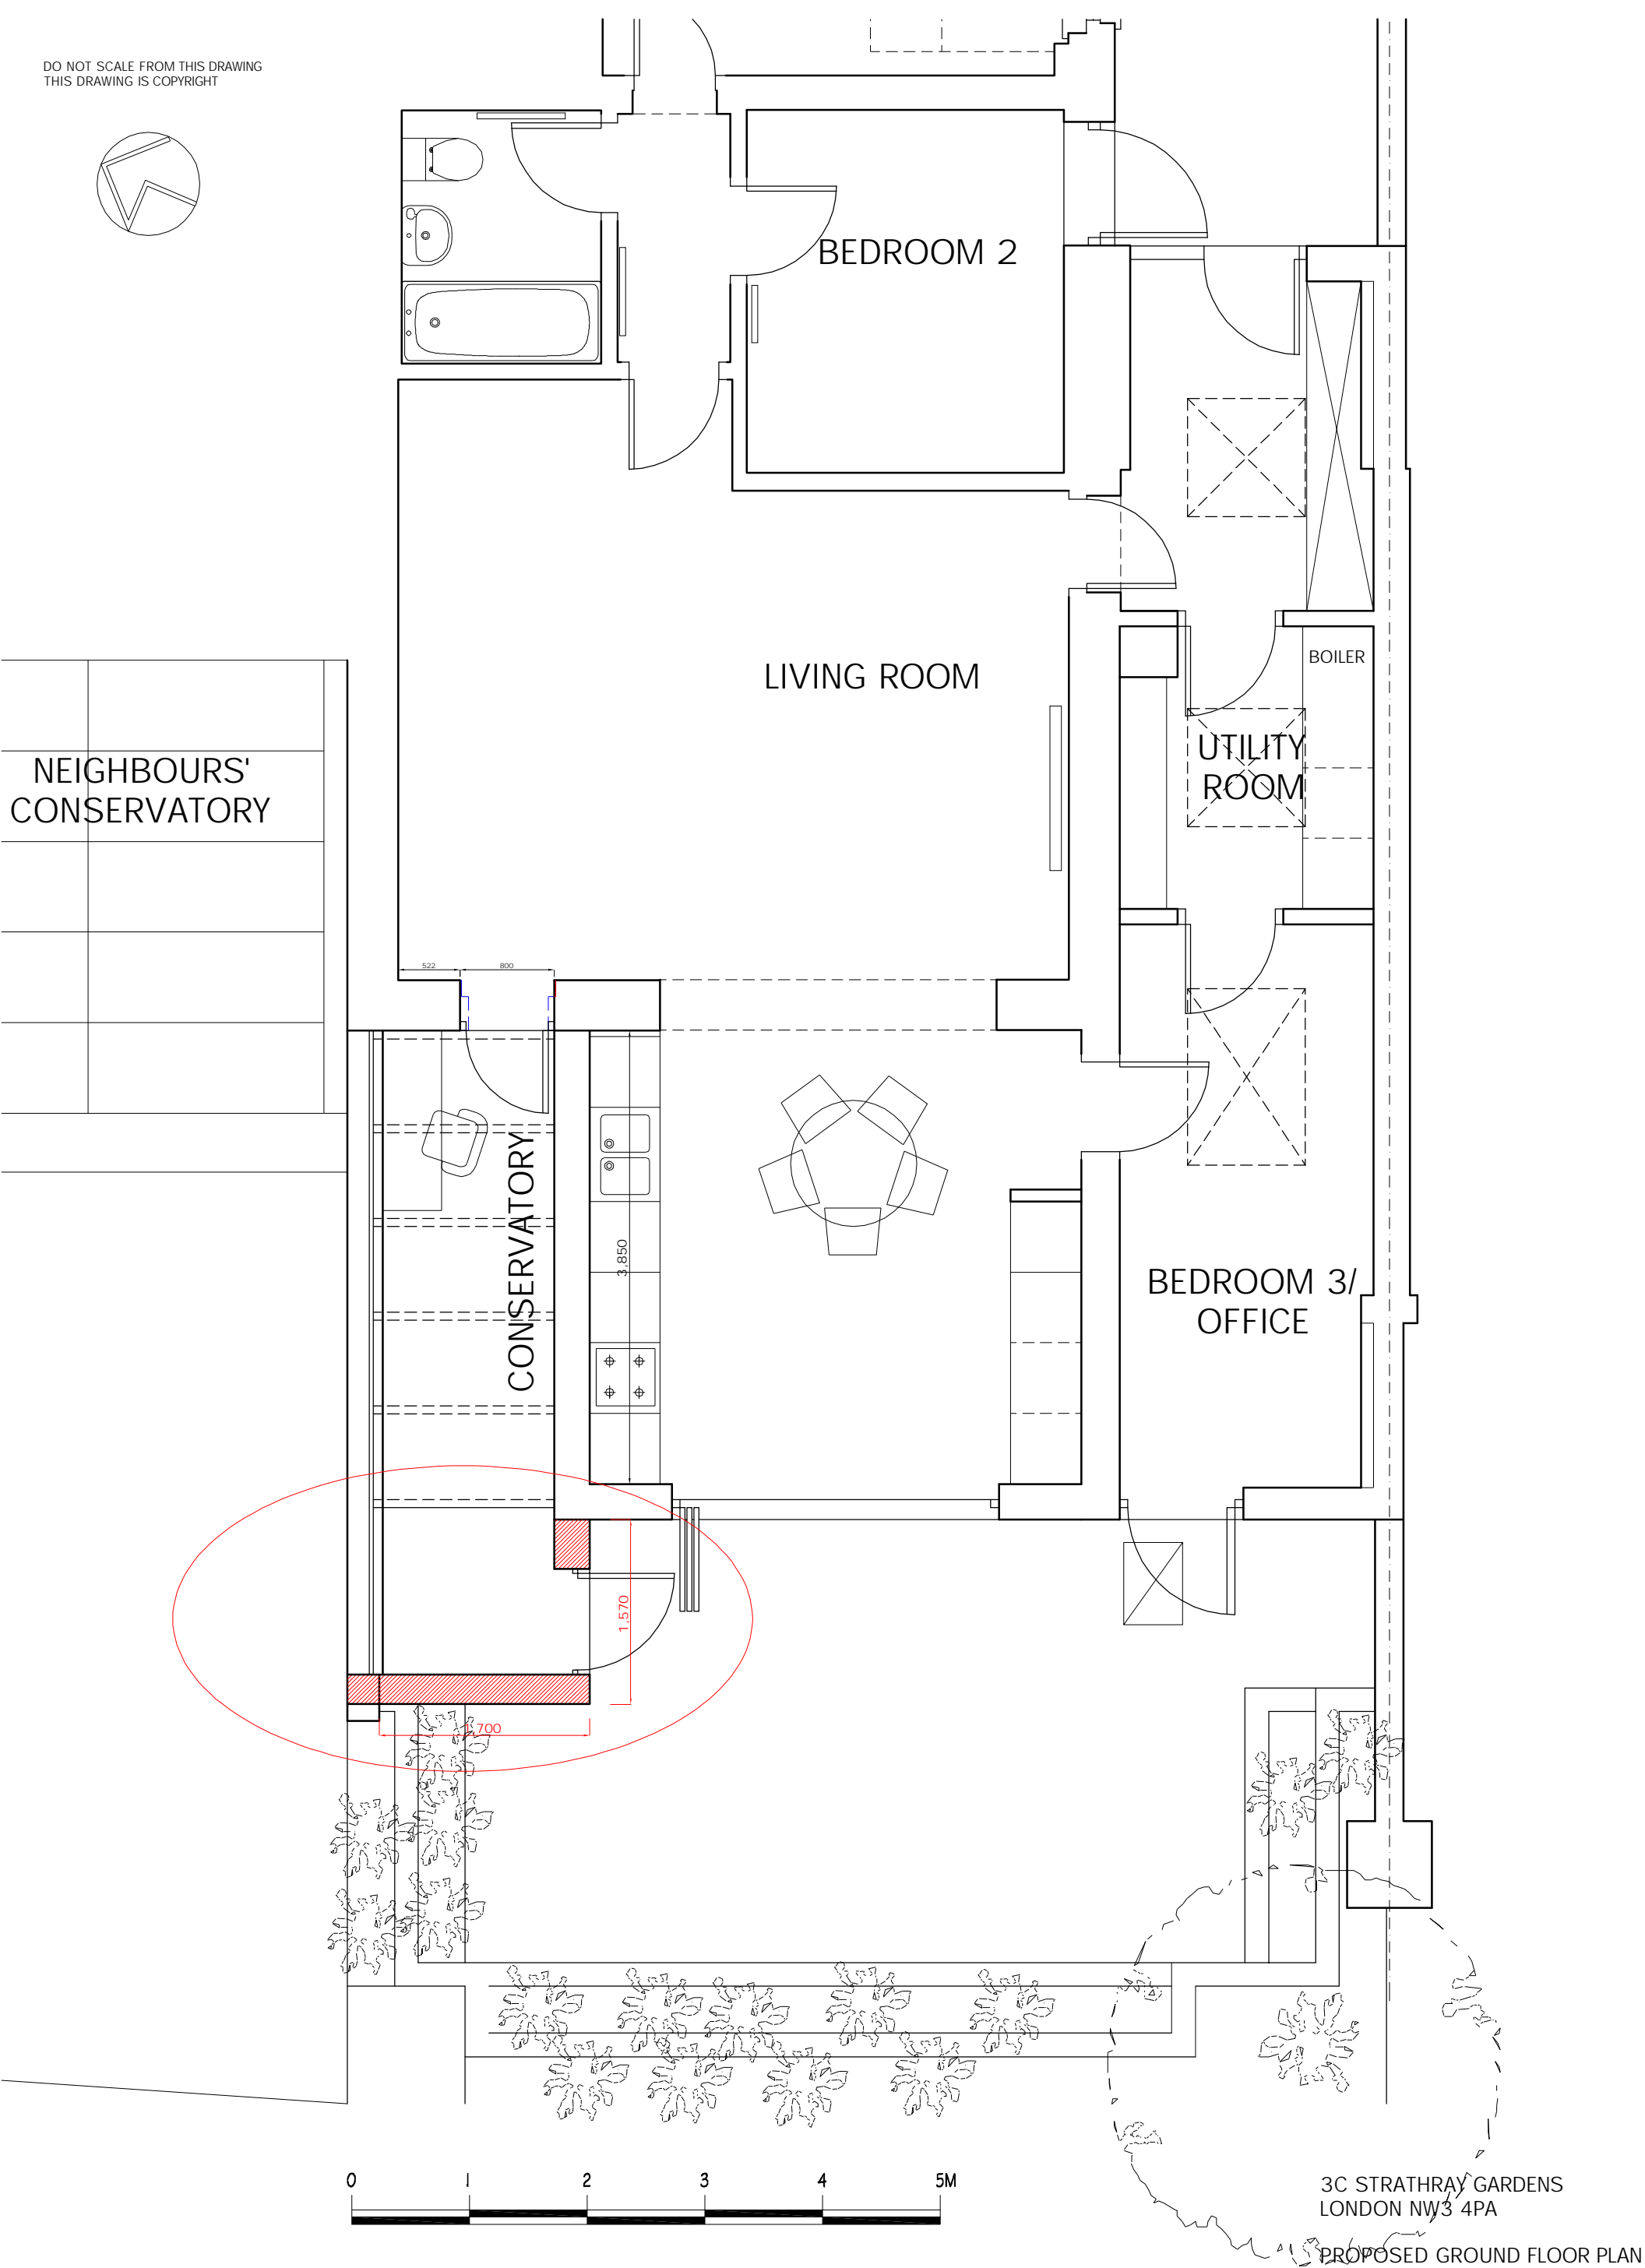 DO NOT SCALE FROM THIS DRAWING
THIS DRAWING IS COPYRIGHT
BEDROOM 2
LIVING ROOM
BOILER
UTILITY
ROOM
NEIGHBOURS'
CONSERVATORY
522
800
CONSERVATORY
3,850
BEDROOM 3/
OFFICE
1,570
1,700
0 1 2 3 4 5M
3C STRATHRAY GARDENS
LONDON NW3 4PA
PROPOSED GROUND FLOOR PLAN